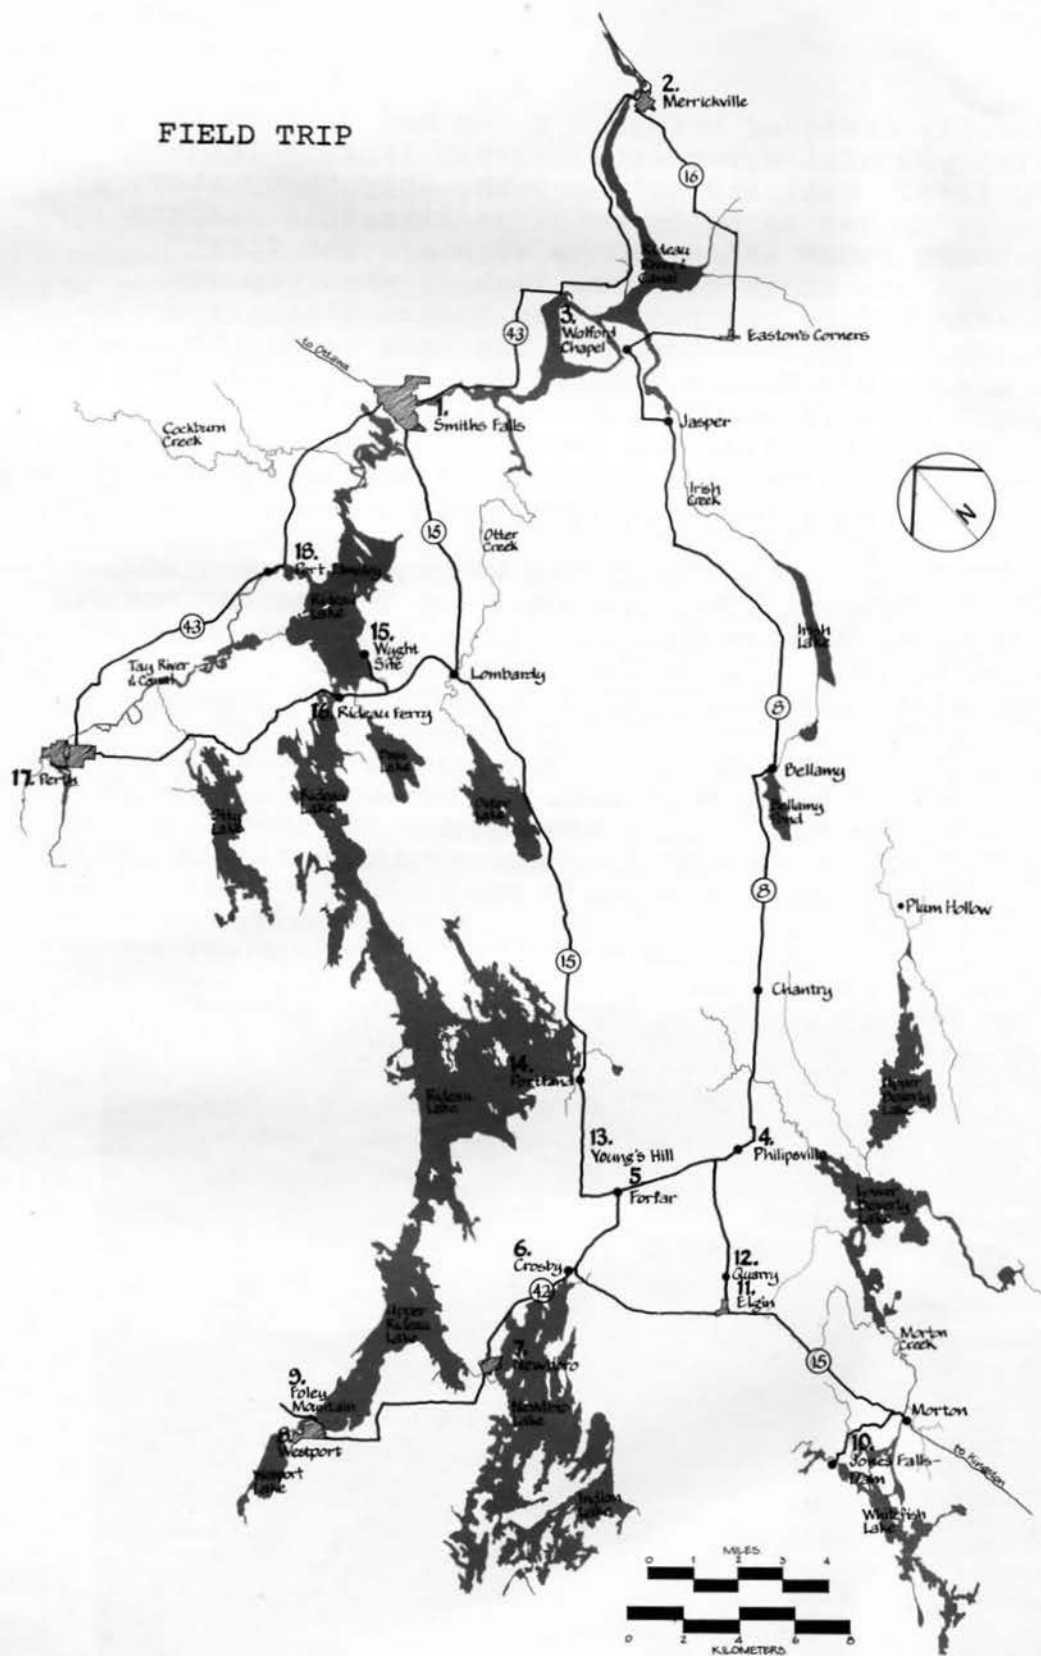 FIELD TRIP
2.
Merrickville
16
Rideau
River &
Canal
43
3.
Wolford
Chapel
Easton's Corners
to Ottawa
1.
Smiths Falls
Jasper
Cockburn
Creek
Irish
Creek
N
15
Otter
Creek
18.
Port Elmsley
Rideau
Lake
43
15.
Wyght
Site
Irish
Lake
Tay River
& Canal
Lombardy
16. Rideau Ferry
8
17. Perth
Bellamy
Otty
Lake
Rideau
Lake
Otter
Lake
Bellamy
Pond
8
Plum Hollow
15
Chantry
14.
Portland
Rideau
Lake
Upper
Beverly
Lake
13.
Young's Hill
4.
Philipsville
5
Forfar
Lower
Beverly
Lake
6.
Crosby
42
12.
Quarry
11.
Elgin
Upper
Rideau
Lake
Morton
Creek
7.
Newboro
15
9.
Foley
Mountain
Newboro
Lake
Morton
8.
Westport
10.
Jones Falls-
Dam
to Kingston
Westport
Lake
Indian
Lake
Whitefish
Lake
MILES
0 1 2 3 4
0 2 4 6 8
KILOMETERS